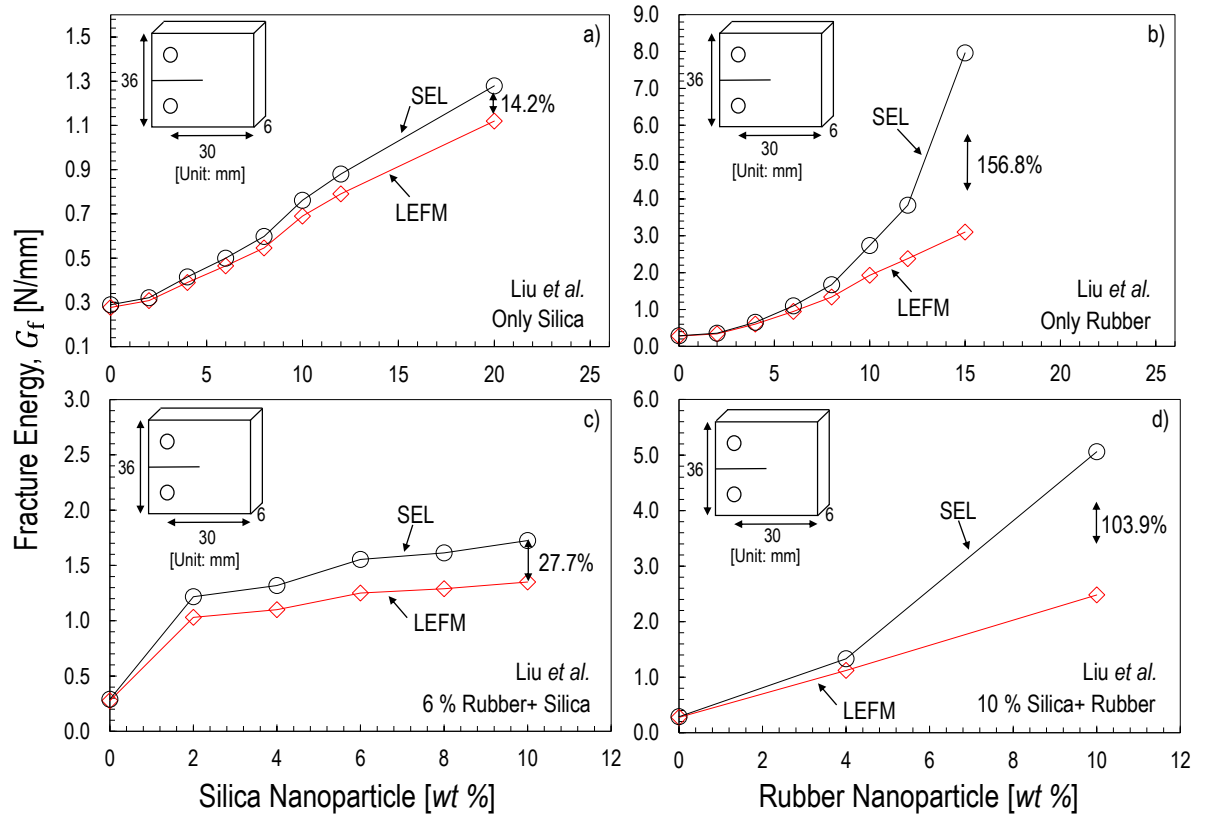 Fracture Energy, Gf [N/mm]
1.5
1.3
1.1
0.9
0.7
0.5
0.3
0.1
0
5
10
15
20
25
a)
36
30
6
[Unit: mm]
SEL
14.2%
LEFM
Liu et al.
Only Silica
9.0
8.0
7.0
6.0
5.0
4.0
3.0
2.0
1.0
0.0
0
5
10
15
20
25
b)
36
30
6
[Unit: mm]
SEL
156.8%
LEFM
Liu et al.
Only Rubber
3.0
2.5
2.0
1.5
1.0
0.5
0.0
0
2
4
6
8
10
12
c)
36
30
6
[Unit: mm]
SEL
27.7%
LEFM
Liu et al.
6 % Rubber+ Silica
Silica Nanoparticle [wt %]
6.0
5.0
4.0
3.0
2.0
1.0
0.0
0
2
4
6
8
10
12
d)
36
30
6
[Unit: mm]
SEL
103.9%
LEFM
Liu et al.
10 % Silica+ Rubber
Rubber Nanoparticle [wt %]